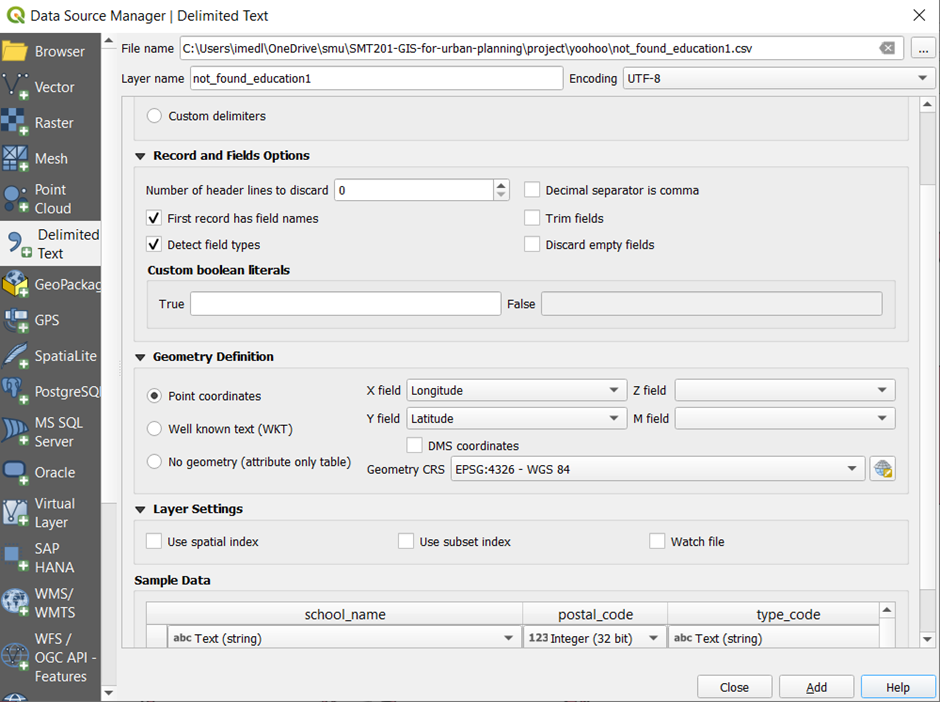 Data Source Manager | Delimited Text
File name C:\Users\imedl\OneDrive\smu\SMT201-GIS-for-urban-planning\project\yoohoo\not_found_education1.csv ...
Layer name not_found_education1 Encoding UTF-8
Browser
Vector
Raster
Mesh
Point
Cloud
Delimited
Text
GeoPackag
GPS
SpatiaLite
PostgreSQ
MS SQL
Server
Oracle
Virtual
Layer
SAP
HANA
WMS/
WMTS
WFS /
OGC API -
Features
Custom delimiters
Record and Fields Options
Number of header lines to discard 0 Decimal separator is comma
First record has field names Trim fields
Detect field types Discard empty fields
Custom boolean literals
True False
Geometry Definition
Point coordinates X field Longitude Z field
Y field Latitude M field
Well known text (WKT)
DMS coordinates
No geometry (attribute only table) Geometry CRS EPSG:4326 - WGS 84
Layer Settings
Use spatial index Use subset index Watch file
Sample Data
school_name postal_code type_code
abc Text (string) 123 Integer (32 bit) abc Text (string)
Close Add Help